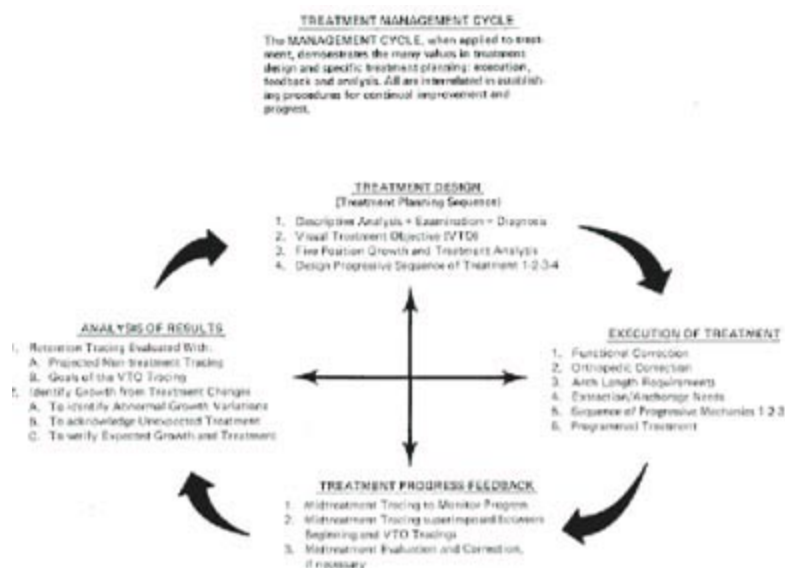 TREATMENT MANAGEMENT CYCLE
The MANAGEMENT CYCLE, when applied to treat-
ment, demonstrates the many values in treatment
design and specific treatment planning: execution,
feedback and analysis. All are interrelated in establish-
ing procedures for continual improvement and
progress.
TREATMENT DESIGN
(Treatment Planning Sequence)
1. Descriptive Analysis + Examination = Diagnosis
2. Visual Treatment Objective (VTO)
3. Five Position Growth and Treatment Analysis
4. Design Progressive Sequence of Treatment 1-2-3-4
ANALYSIS OF RESULTS
1. Retention Tracing Evaluated With:
A. Projected Non-treatment Tracing
B. Goals of the VTO Tracing
2. Identify Growth from Treatment Changes
A. To identify Abnormal Growth Variations
B. To acknowledge Unexpected Treatment
C. To verify Expected Growth and Treatment
EXECUTION OF TREATMENT
1. Functional Correction
2. Orthopedic Correction
3. Arch Length Requirements
4. Extraction/Anchorage Needs
5. Sequence of Progressive Mechanics 1-2-3
6. Programmed Treatment
TREATMENT PROGRESS FEEDBACK
1. Midtreatment Tracing to Monitor Progress
2. Midtreatment Tracing superimposed between
Beginning and VTO Tracings
3. Midtreatment Evaluation and Correction,
if necessary